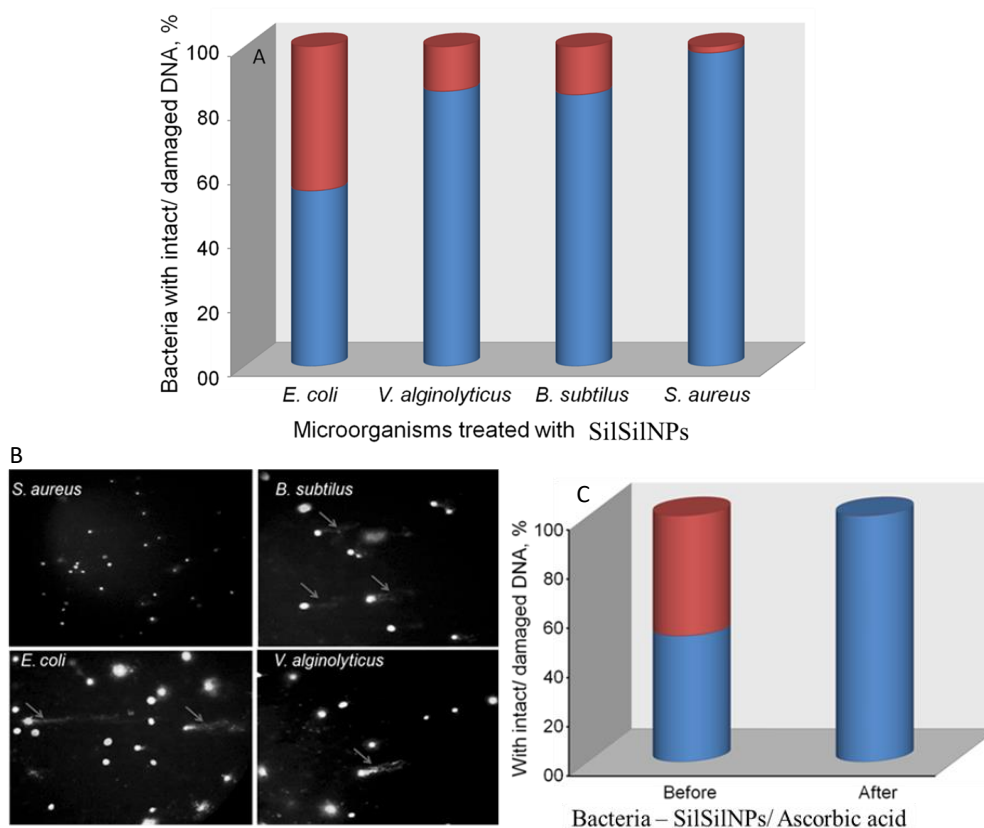 A
Bacteria with intact/ damaged DNA, %
100
80
60
40
20
00
E. coli V. alginolyticus B. subtilus S. aureus
Microorganisms treated with SilSilNPs
B
S. aureus
B. subtilus
E. coli
V. alginolyticus
C
With intact/ damaged DNA, %
100
80
60
40
20
00
Before After
Bacteria – SilSilNPs/ Ascorbic acid